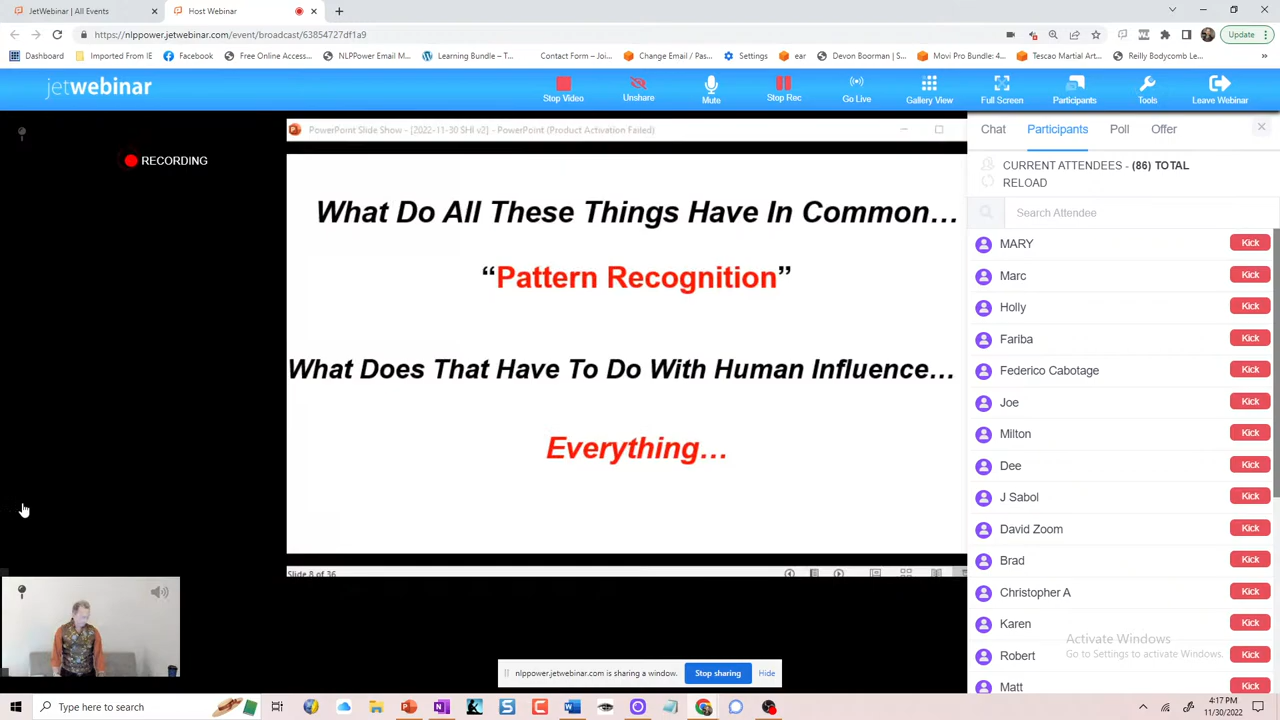 JetWebinar | All Events
Host Webinar
https://nlppower.jetwebinar.com/event/broadcast/63854727df1a9
Update
Dashboard
Imported From IE
Facebook
Free Online Access...
NLPPower Email M...
Learning Bundle – T...
Contact Form – Joi...
Change Email / Pas...
Settings
ear
Devon Boorman | S...
Movi Pro Bundle: 4...
Tescao Martial Art...
Reilly Bodycomb Le...
jetwebinar
Stop Video
Unshare
Mute
Stop Rec
Go Live
Gallery View
Full Screen
Participants
Tools
Leave Webinar
RECORDING
PowerPoint Slide Show - [2022-11-30 SHI v2] - PowerPoint (Product Activation Failed)
What Do All These Things Have In Common…
“Pattern Recognition”
What Does That Have To Do With Human Influence…
Everything…
Slide 8 of 36
Chat
Participants
Poll
Offer
CURRENT ATTENDEES - (86) TOTAL
RELOAD
Search Attendee
MARY Kick
Marc Kick
Holly Kick
Fariba Kick
Federico Cabotage Kick
Joe Kick
Milton Kick
Dee Kick
J Sabol Kick
David Zoom Kick
Brad Kick
Christopher A Kick
Karen Kick
Robert Kick
Matt Kick
Activate Windows
Go to Settings to activate Windows.
nlppower.jetwebinar.com is sharing a window.
Stop sharing
Hide
Type here to search
4:17 PM
11/30/2022